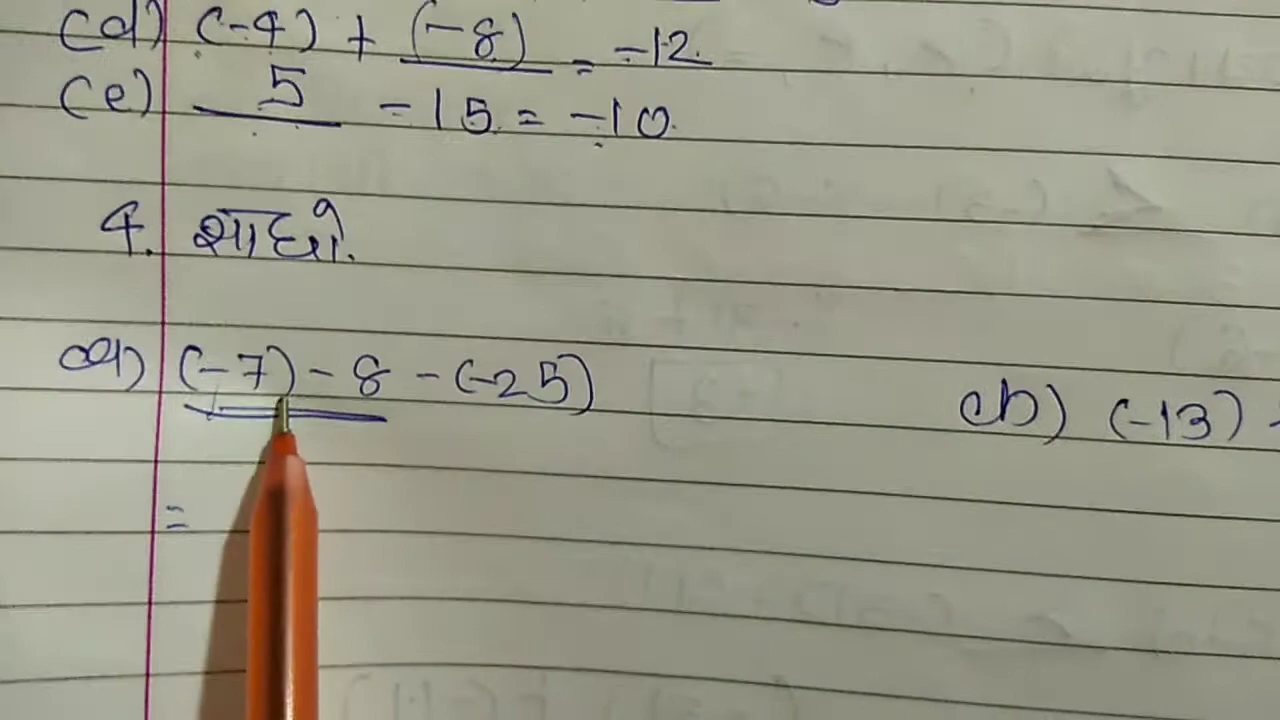 (d) (-4) + (-8) = -12
(e) 5 - 15 = -10
4. शोधो.
(a) (-7) - 8 - (-25)
(b) (-13)
=